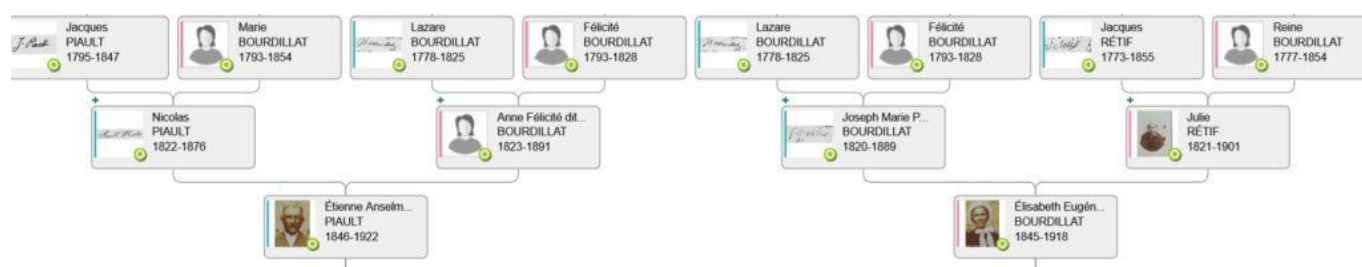 Jacques
PIAULT
1795-1847
Marie
BOURDILLAT
1793-1854
Lazare
BOURDILLAT
1778-1825
Félicité
BOURDILLAT
1793-1828
Lazare
BOURDILLAT
1778-1825
Félicité
BOURDILLAT
1793-1828
Jacques
RÉTIF
1773-1855
Reine
BOURDILLAT
1777-1854
Nicolas
PIAULT
1822-1876
Anne Félicité dit...
BOURDILLAT
1823-1891
Joseph Marie P...
BOURDILLAT
1820-1889
Julie
RÉTIF
1821-1901
Étienne Anselm...
PIAULT
1846-1922
Élisabeth Eugén...
BOURDILLAT
1845-1918